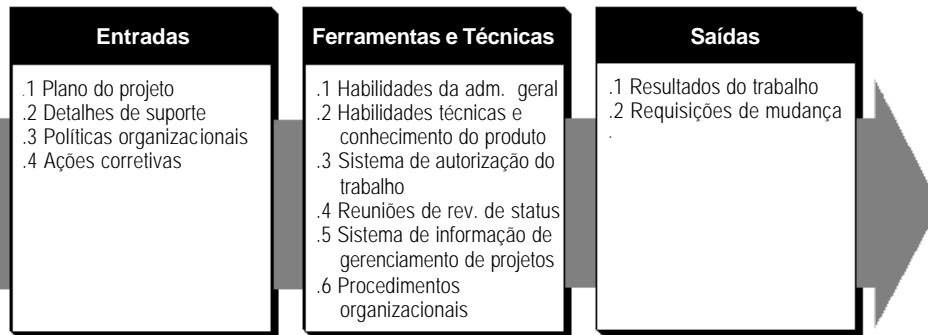 Entradas
.1 Plano do projeto
.2 Detalhes de suporte
.3 Políticas organizacionais
.4 Ações corretivas
Ferramentas e Técnicas
.1 Habilidades da adm. geral
.2 Habilidades técnicas e
conhecimento do produto
.3 Sistema de autorização do
trabalho
.4 Reuniões de rev. de status
.5 Sistema de informação de
gerenciamento de projetos
.6 Procedimentos
organizacionais
Saídas
.1 Resultados do trabalho
.2 Requisições de mudança
.